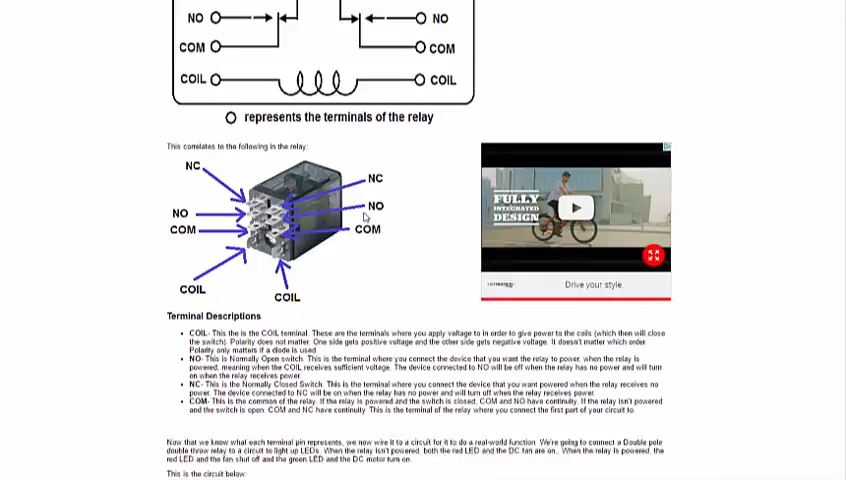 NO NO
COM COM
COIL COIL
represents the terminals of the relay
This correlates to the following in the relay:
NC
NC
NO
NO
COM
COM
COIL
COIL
FULLY
INTEGRATED
DESIGN
Drive your style.
Terminal Descriptions
• COIL- This the is the COIL terminal. These are the terminals where you apply voltage to in order to give power to the coils (which then will close
the switch). Polarity does not matter. One side gets positive voltage and the other side gets negative voltage. It doesn't matter which order.
Polarity only matters if a diode is used.
• NO- This is Normally Open switch. This is the terminal where you connect the device that you want the relay to power, when the relay is
powered, meaning when the COIL receives sufficient voltage. The device connected to NO will be off when the relay has no power and will turn
on when the relay receives power.
• NC- This is the Normally Closed Switch. This is the terminal where you connect the device that you want powered when the relay receives no
power. The device connected to NC will be on when the relay has no power and will turn off when the relay receives power.
• COM- This is the common of the relay. If the relay is powered and the switch is closed, COM and NO have continuity. If the relay isn't powered
and the switch is open, COM and NC have continuity. This is the terminal of the relay where you connect the first part of your circuit to.
Now that we know what each terminal pin represents, we now wire it to a circuit for it to do a real-world function. We're going to connect a Double pole
double throw relay to a circuit to light up LEDs. When the relay isn't powered, both the red LED and the DC fan are on,. When the relay is powered, the
red LED and the fan shut off and the green LED and the DC motor turn on.
This is the circuit below: